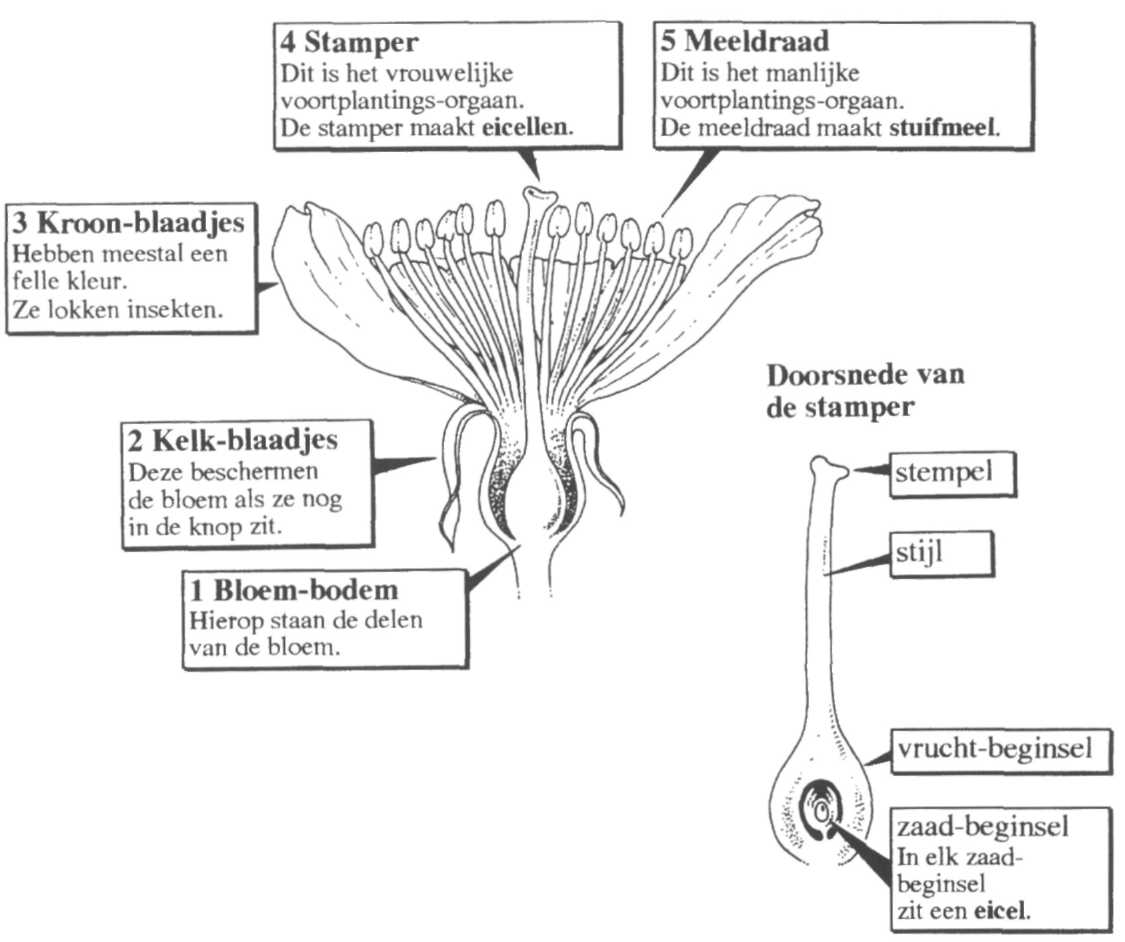 4 Stamper
Dit is het vrouwelijke
voortplantings-orgaan.
De stamper maakt eicellen.
5 Meeldraad
Dit is het manlijke
voortplantings-orgaan.
De meeldraad maakt stuifmeel.
3 Kroon-blaadjes
Hebben meestal een
felle kleur.
Ze lokken insekten.
2 Kelk-blaadjes
Deze beschermen
de bloem als ze nog
in de knop zit.
1 Bloem-bodem
Hierop staan de delen
van de bloem.
Doorsnede van
de stamper
stempel
stijl
vrucht-beginsel
zaad-beginsel
In elk zaad-
beginsel
zit een eicel.